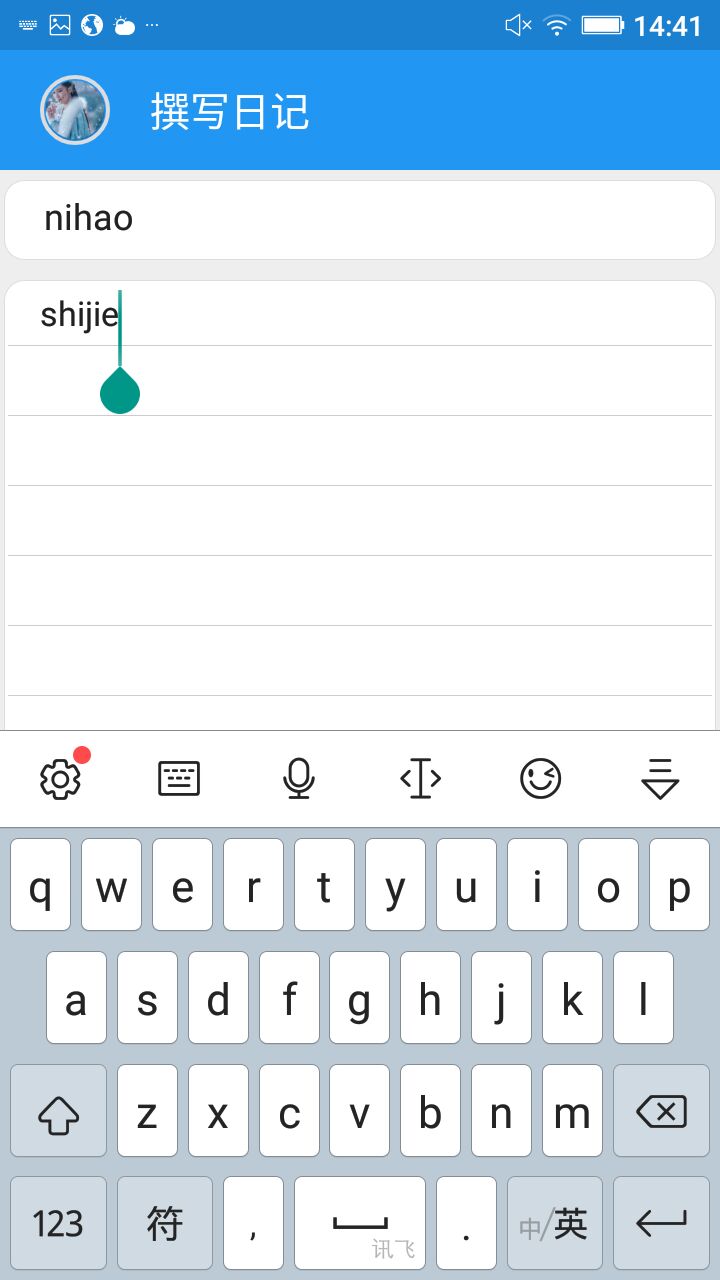 14:41
撰写日记
nihao
shijie
q w e r t y u i o p
a s d f g h j k l
z x c v b n m
123 符 , 讯飞 . 中/英